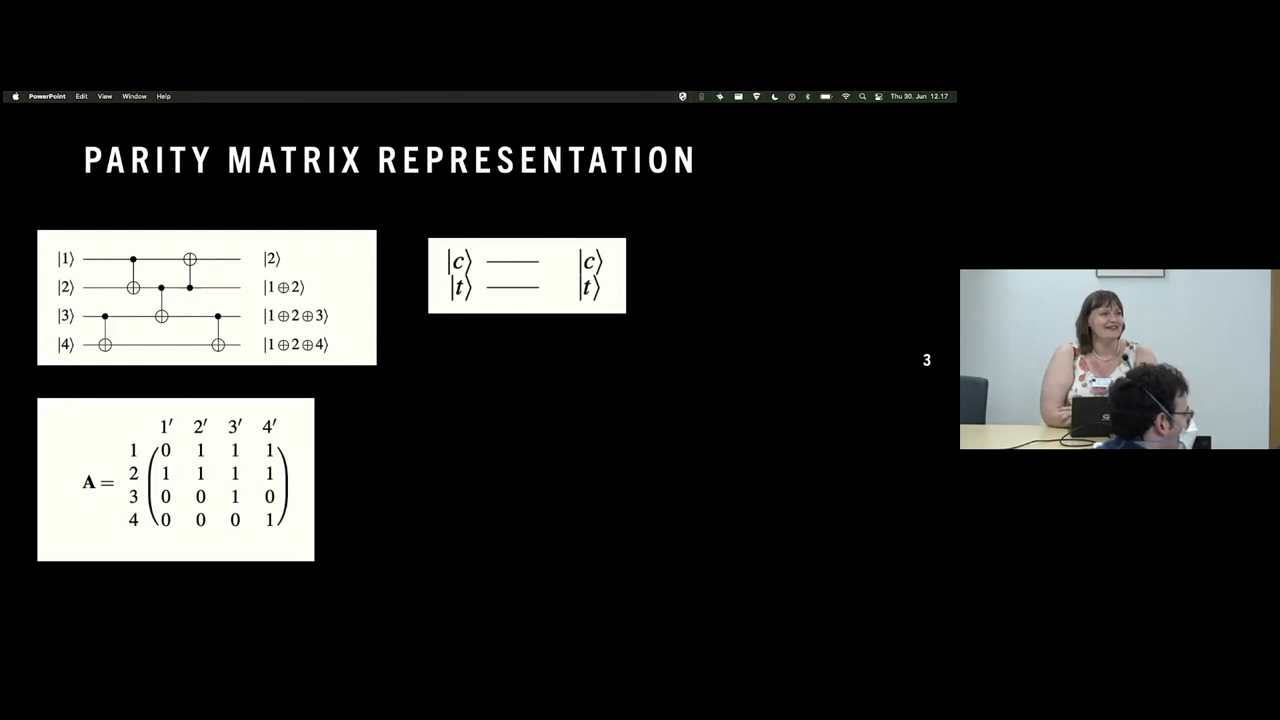 PowerPoint Edit View Window Help Thu 30. Jun 12.17
PARITY MATRIX REPRESENTATION
|1⟩ |2⟩
|2⟩ |1⊕2⟩
|3⟩ |1⊕2⊕3⟩
|4⟩ |1⊕2⊕4⟩
|c⟩ |c⟩
|t⟩ |t⟩
3
1′ 2′ 3′ 4′
1 0 1 1 1
2 1 1 1 1
A =
3 0 0 1 0
4 0 0 0 1